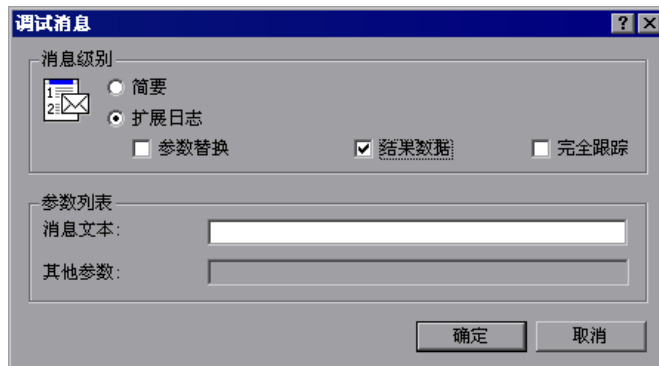 调试消息
消息级别
简要
扩展日志
参数替换 结果数据 完全跟踪
参数列表
消息文本:
其他参数:
确定 取消